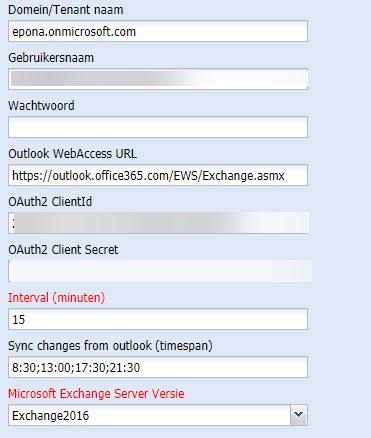 Domein/Tenant naam
epona.onmicrosoft.com
Gebruikersnaam
Wachtwoord
Outlook WebAccess URL
https://outlook.office365.com/EWS/Exchange.asmx
OAuth2 ClientId
OAuth2 Client Secret
Interval (minuten)
15
Sync changes from outlook (timespan)
8:30;13:00;17:30;21:30
Microsoft Exchange Server Versie
Exchange2016